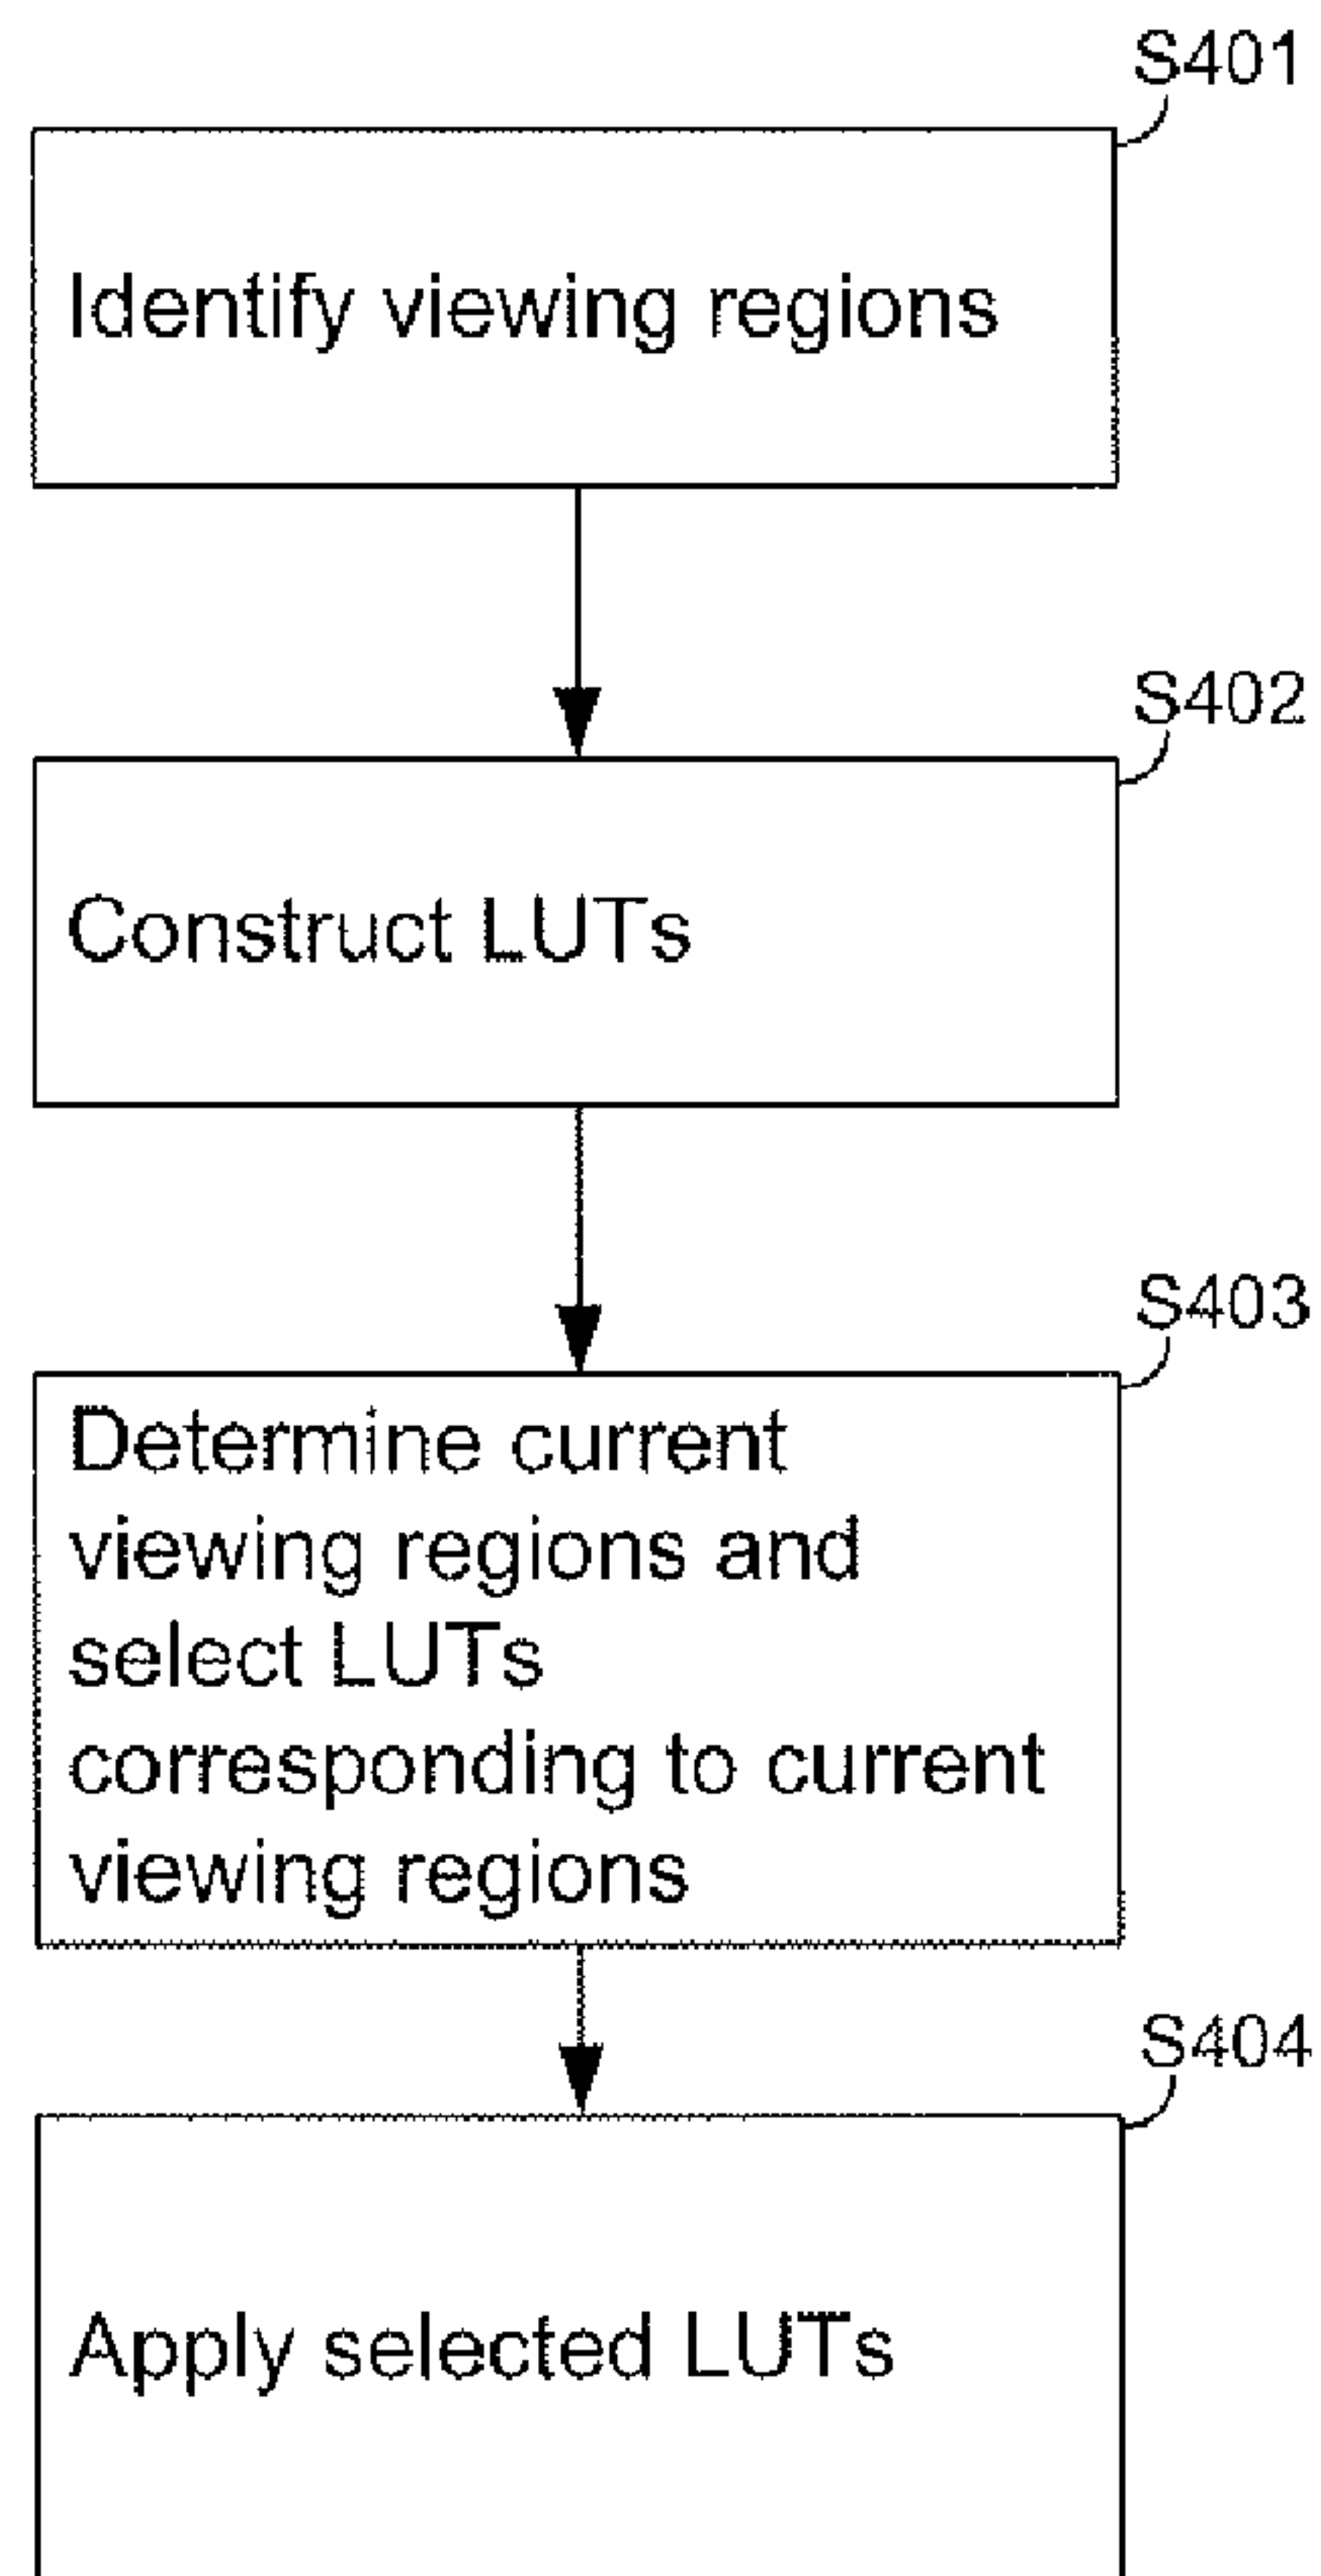 S401
Identify viewing regions
S402
Construct LUTs
S403
Determine current
viewing regions and
select LUTs
corresponding to current
viewing regions
S404
Apply selected LUTs